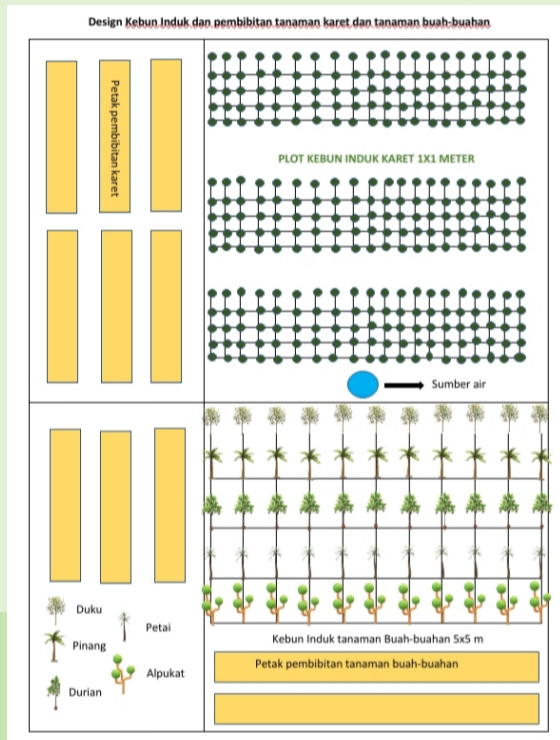 Design Kebun Induk dan pembibitan tanaman karet dan tanaman buah-buahan
Petak pembibitan karet
PLOT KEBUN INDUK KARET 1X1 METER
Sumber air
Duku
Petai
Pinang
Alpukat
Durian
Kebun Induk tanaman Buah-buahan 5x5 m
Petak pembibitan tanaman buah-buahan